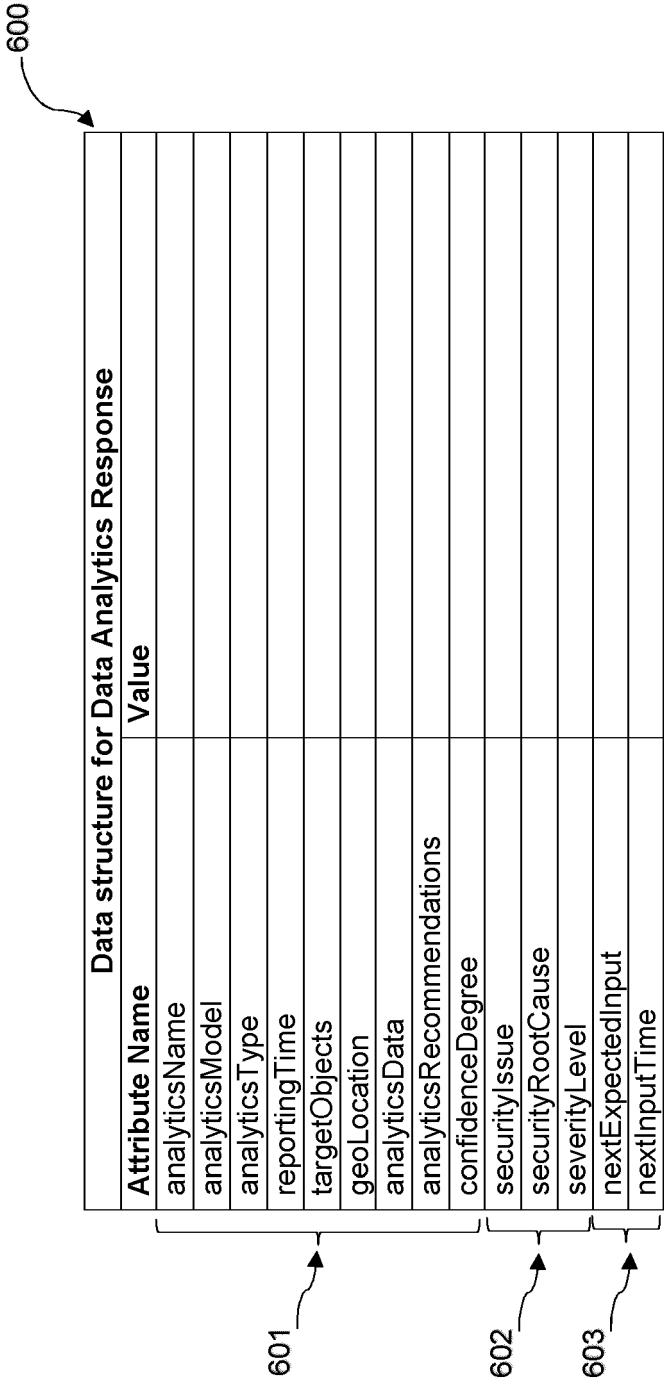 600
Data structure for Data Analytics Response
Attribute Name Value
analyticsName
analyticsModel
analyticsType
reportingTime
targetObjects
geoLocation
analyticsData
analyticsRecommendations
confidenceDegree
securityIssue
securityRootCause
severityLevel
nextExpectedInput
nextInputTime
601
602
603